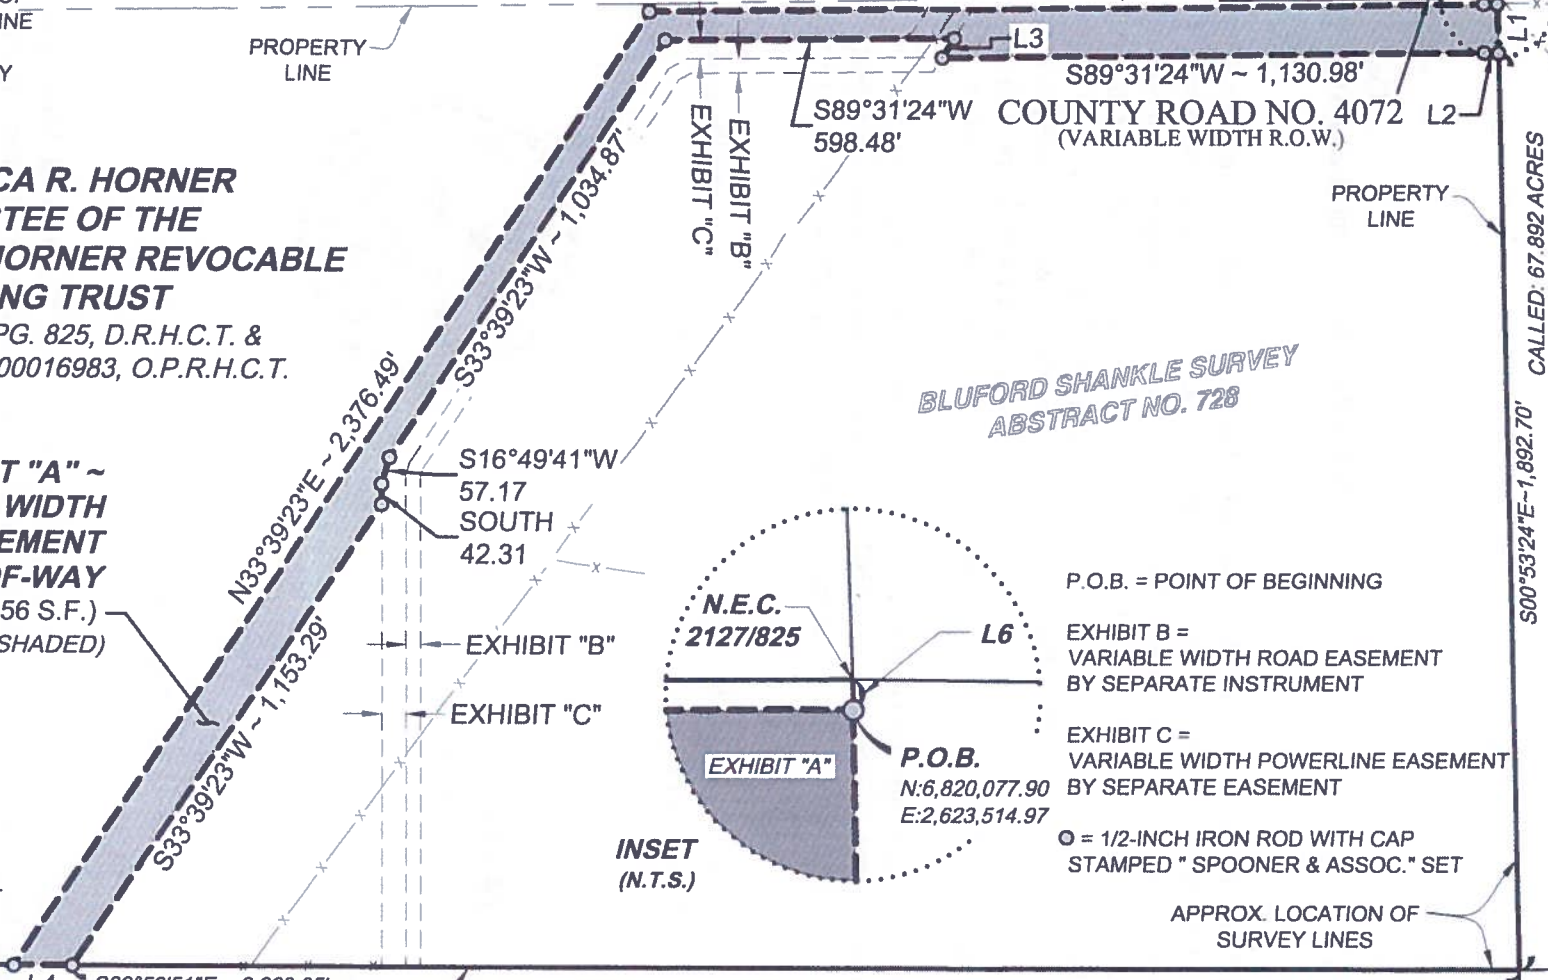 INE
Y
PROPERTY
LINE
L3
L1
S89°31'24"W ~ 1,130.98'
S89°31'24"W
598.48'
COUNTY ROAD NO. 4072
(VARIABLE WIDTH R.O.W.)
L2
EXHIBIT "C"
EXHIBIT "B"
PROPERTY
LINE
CALLED: 67.892 ACRES
CA R. HORNER
TEE OF THE
HORNER REVOCABLE
NG TRUST
PG. 825, D.R.H.C.T. &
00016983, O.P.R.H.C.T.
S33°39'23"W ~ 1,034.87'
N33°39'23"E ~ 2,376.49'
BLUFORD SHANKLE SURVEY
ABSTRACT NO. 728
S00°53'24"E~1,892.70'
S16°49'41"W
57.17
SOUTH
42.31
T "A" ~
WIDTH
EMENT
OF-WAY
56 S.F.)
SHADED)
S33°39'23"W ~ 1,153.29'
EXHIBIT "B"
EXHIBIT "C"
N.E.C.
2127/825
L6
EXHIBIT "A"
P.O.B.
N:6,820,077.90
E:2,623,514.97
INSET
(N.T.S.)
P.O.B. = POINT OF BEGINNING
EXHIBIT B =
VARIABLE WIDTH ROAD EASEMENT
BY SEPARATE INSTRUMENT
EXHIBIT C =
VARIABLE WIDTH POWERLINE EASEMENT
BY SEPARATE EASEMENT
= 1/2-INCH IRON ROD WITH CAP
STAMPED " SPOONER & ASSOC." SET
APPROX. LOCATION OF
SURVEY LINES